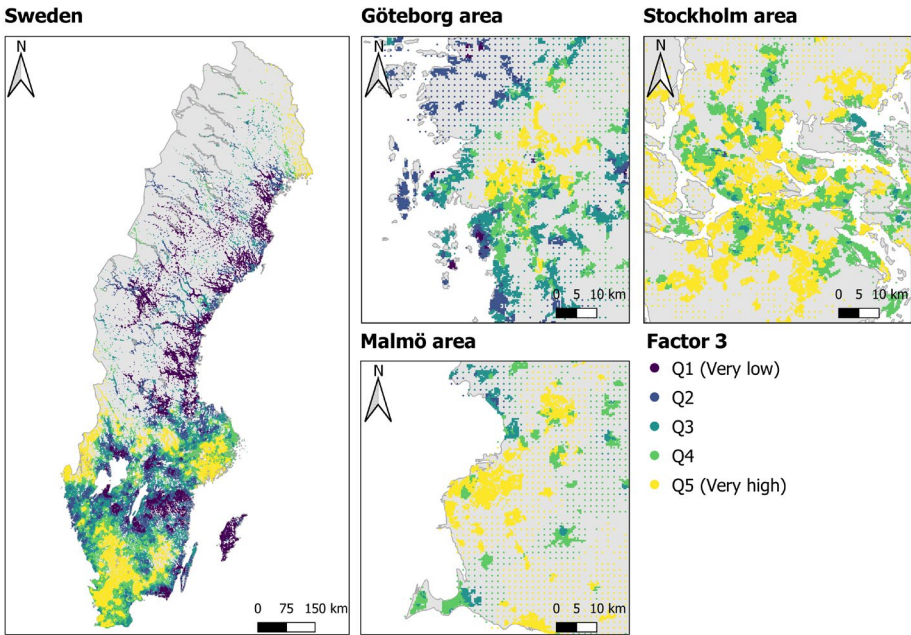 Sweden
N
0 75 150 km
Göteborg area
N
0 5 10 km
Stockholm area
N
0 5 10 km
Malmö area
N
0 5 10 km
Factor 3
Q1 (Very low)
Q2
Q3
Q4
Q5 (Very high)